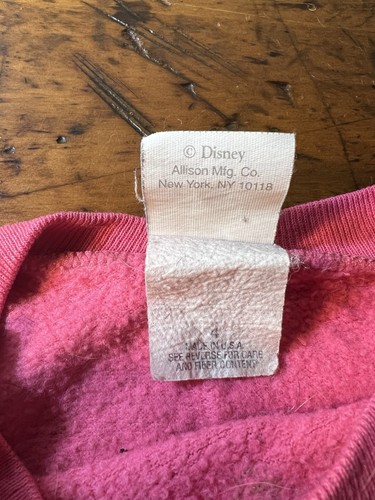 © Disney
Allison Mfg. Co.
New York, NY 10118
4
MADE IN U.S.A.
SEE REVERSE FOR CARE
AND FIBER CONTENT